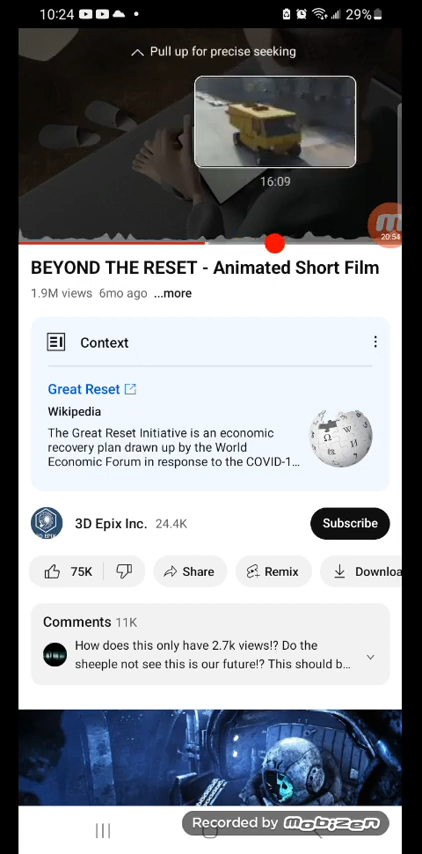 10:24
29%
Pull up for precise seeking
16:09
20:54
BEYOND THE RESET - Animated Short Film
1.9M views 6mo ago ...more
Context
Great Reset
Wikipedia
The Great Reset Initiative is an economic
recovery plan drawn up by the World
Economic Forum in response to the COVID-1...
3D Epix Inc. 24.4K
Subscribe
75K
Share
Remix
Downloa
Comments 11K
How does this only have 2.7k views!? Do the
sheeple not see this is our future!? This should b...
Recorded by MOBIZEN